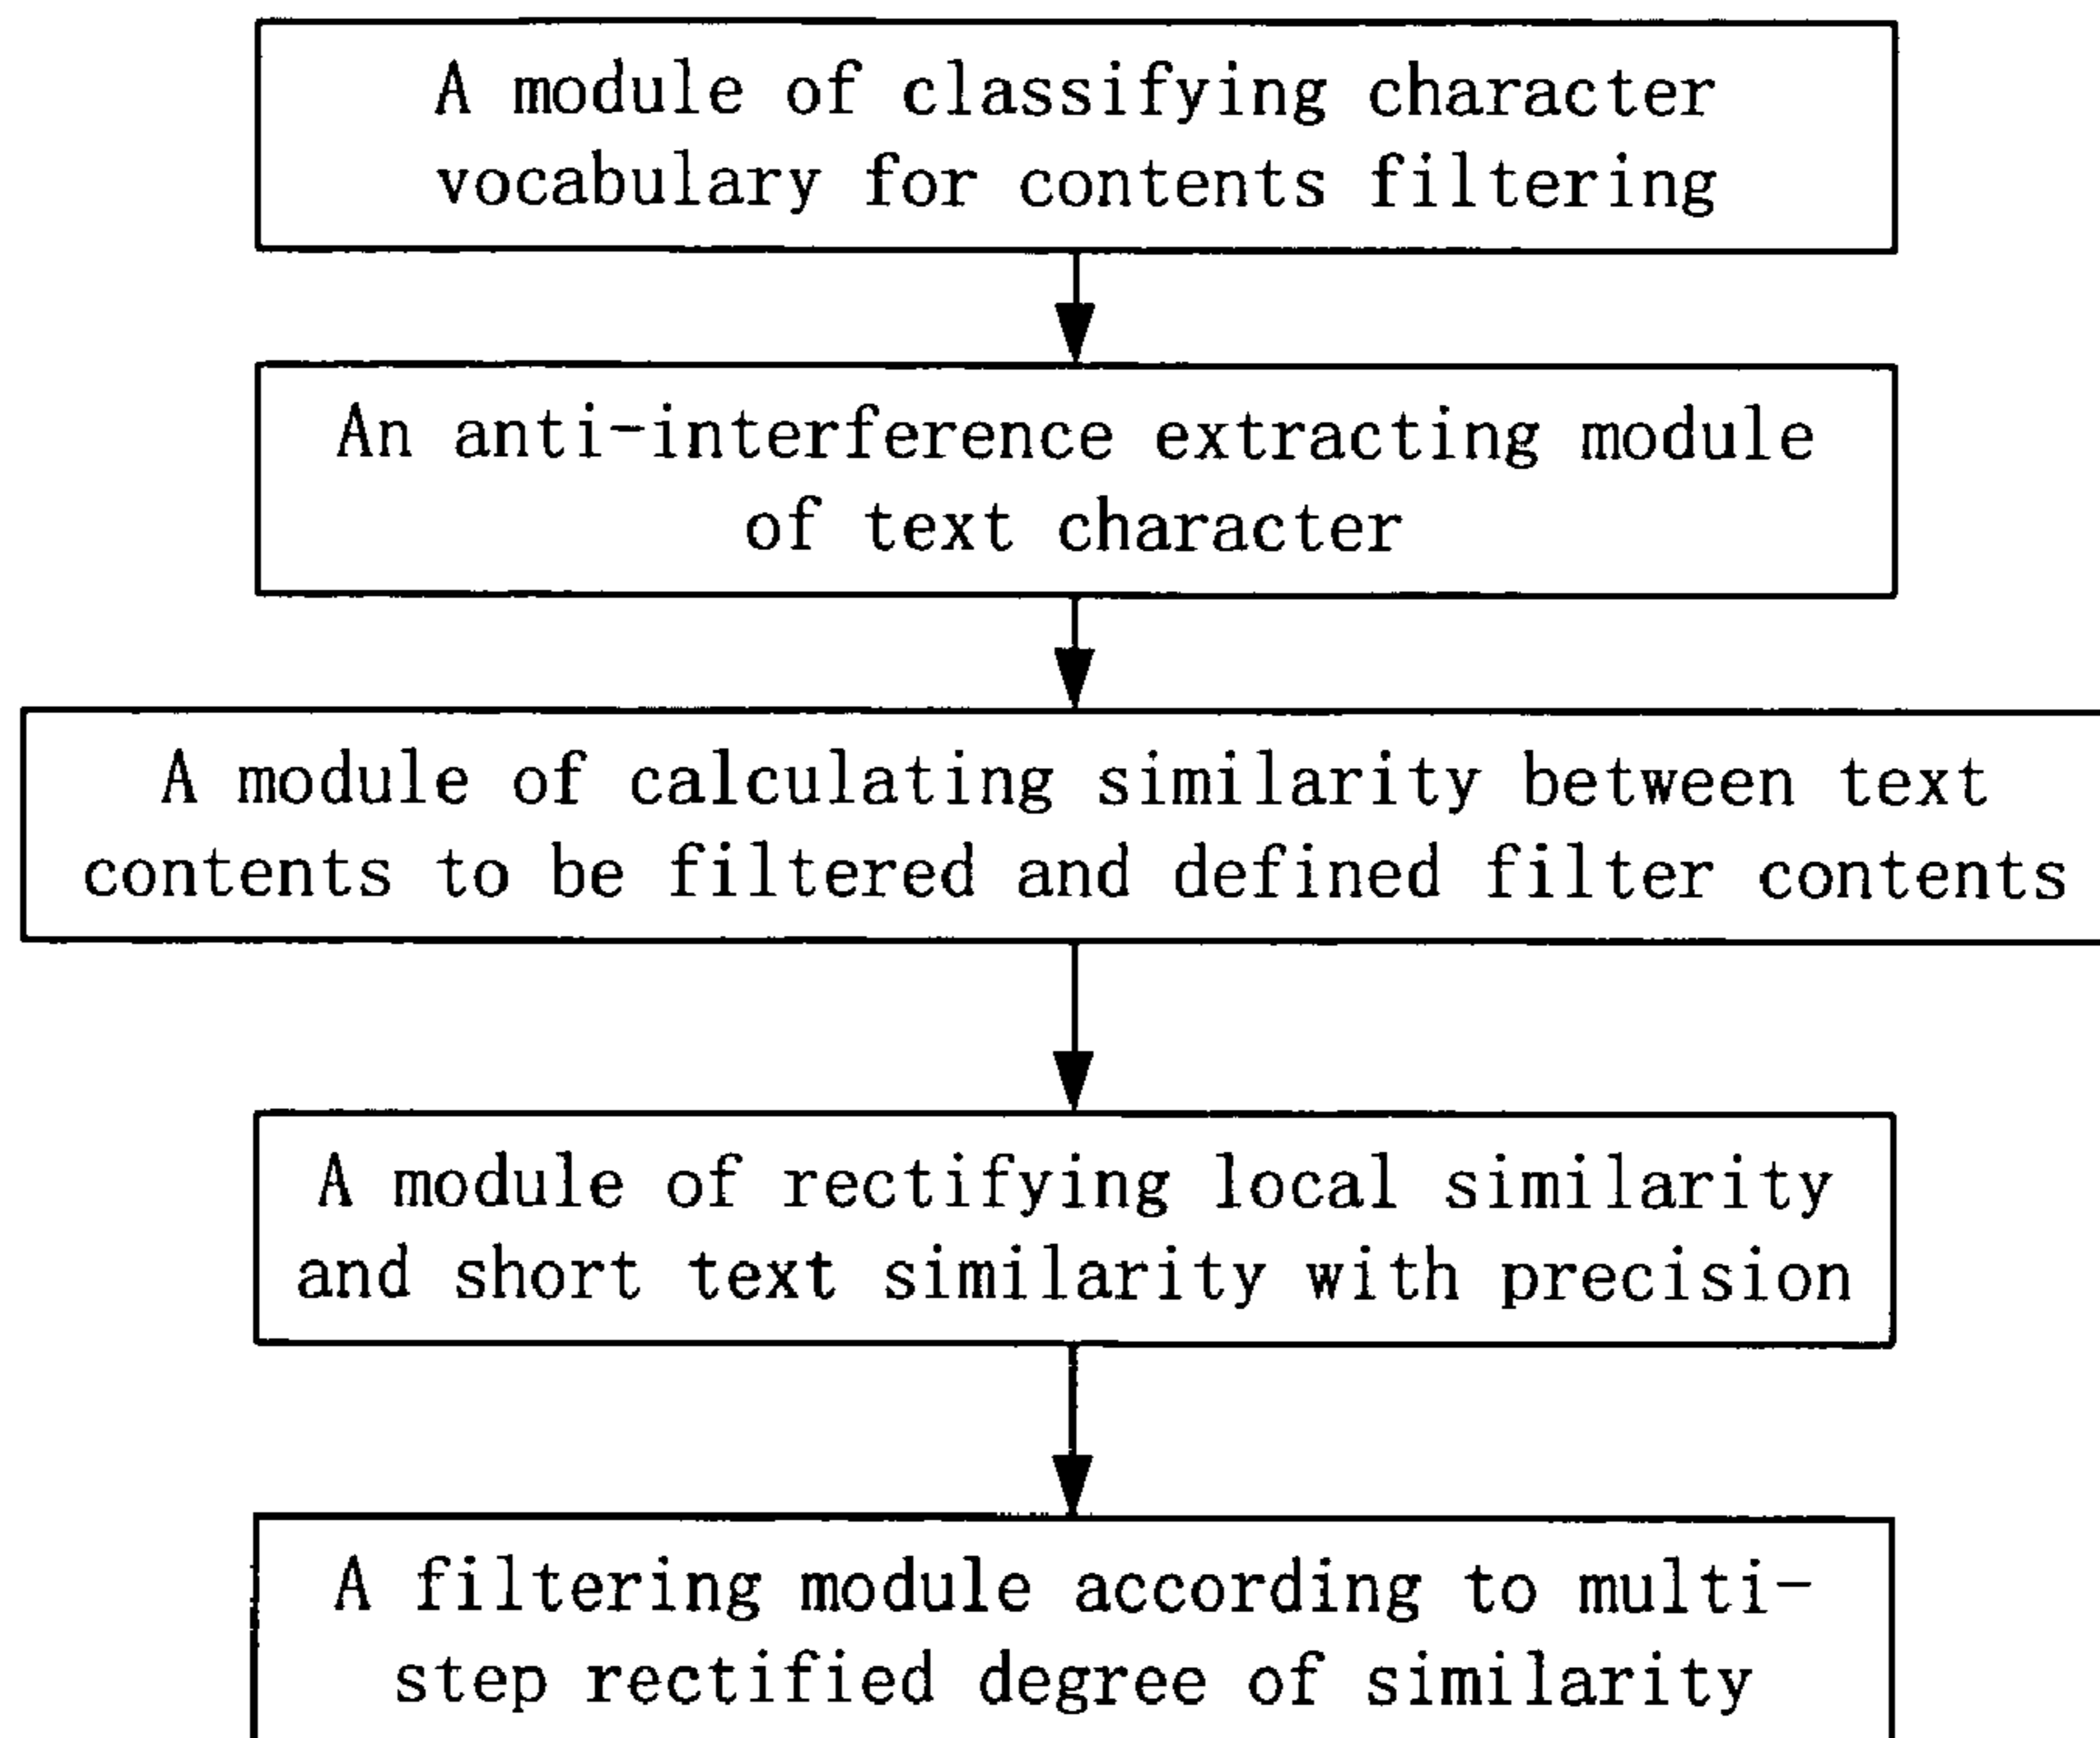 A module of classifying character
vocabulary for contents filtering
An anti-interference extracting module
of text character
A module of calculating similarity between text
contents to be filtered and defined filter contents
A module of rectifying local similarity
and short text similarity with precision
A filtering module according to multi-
step rectified degree of similarity